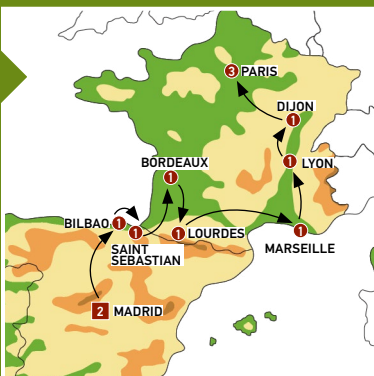 3 PARIS
DIJON
1
1 LYON
BORDEAUX
1
BILBAO 1
1
SAINT
SEBASTIAN
1 LOURDES
1
MARSEILLE
2 MADRID